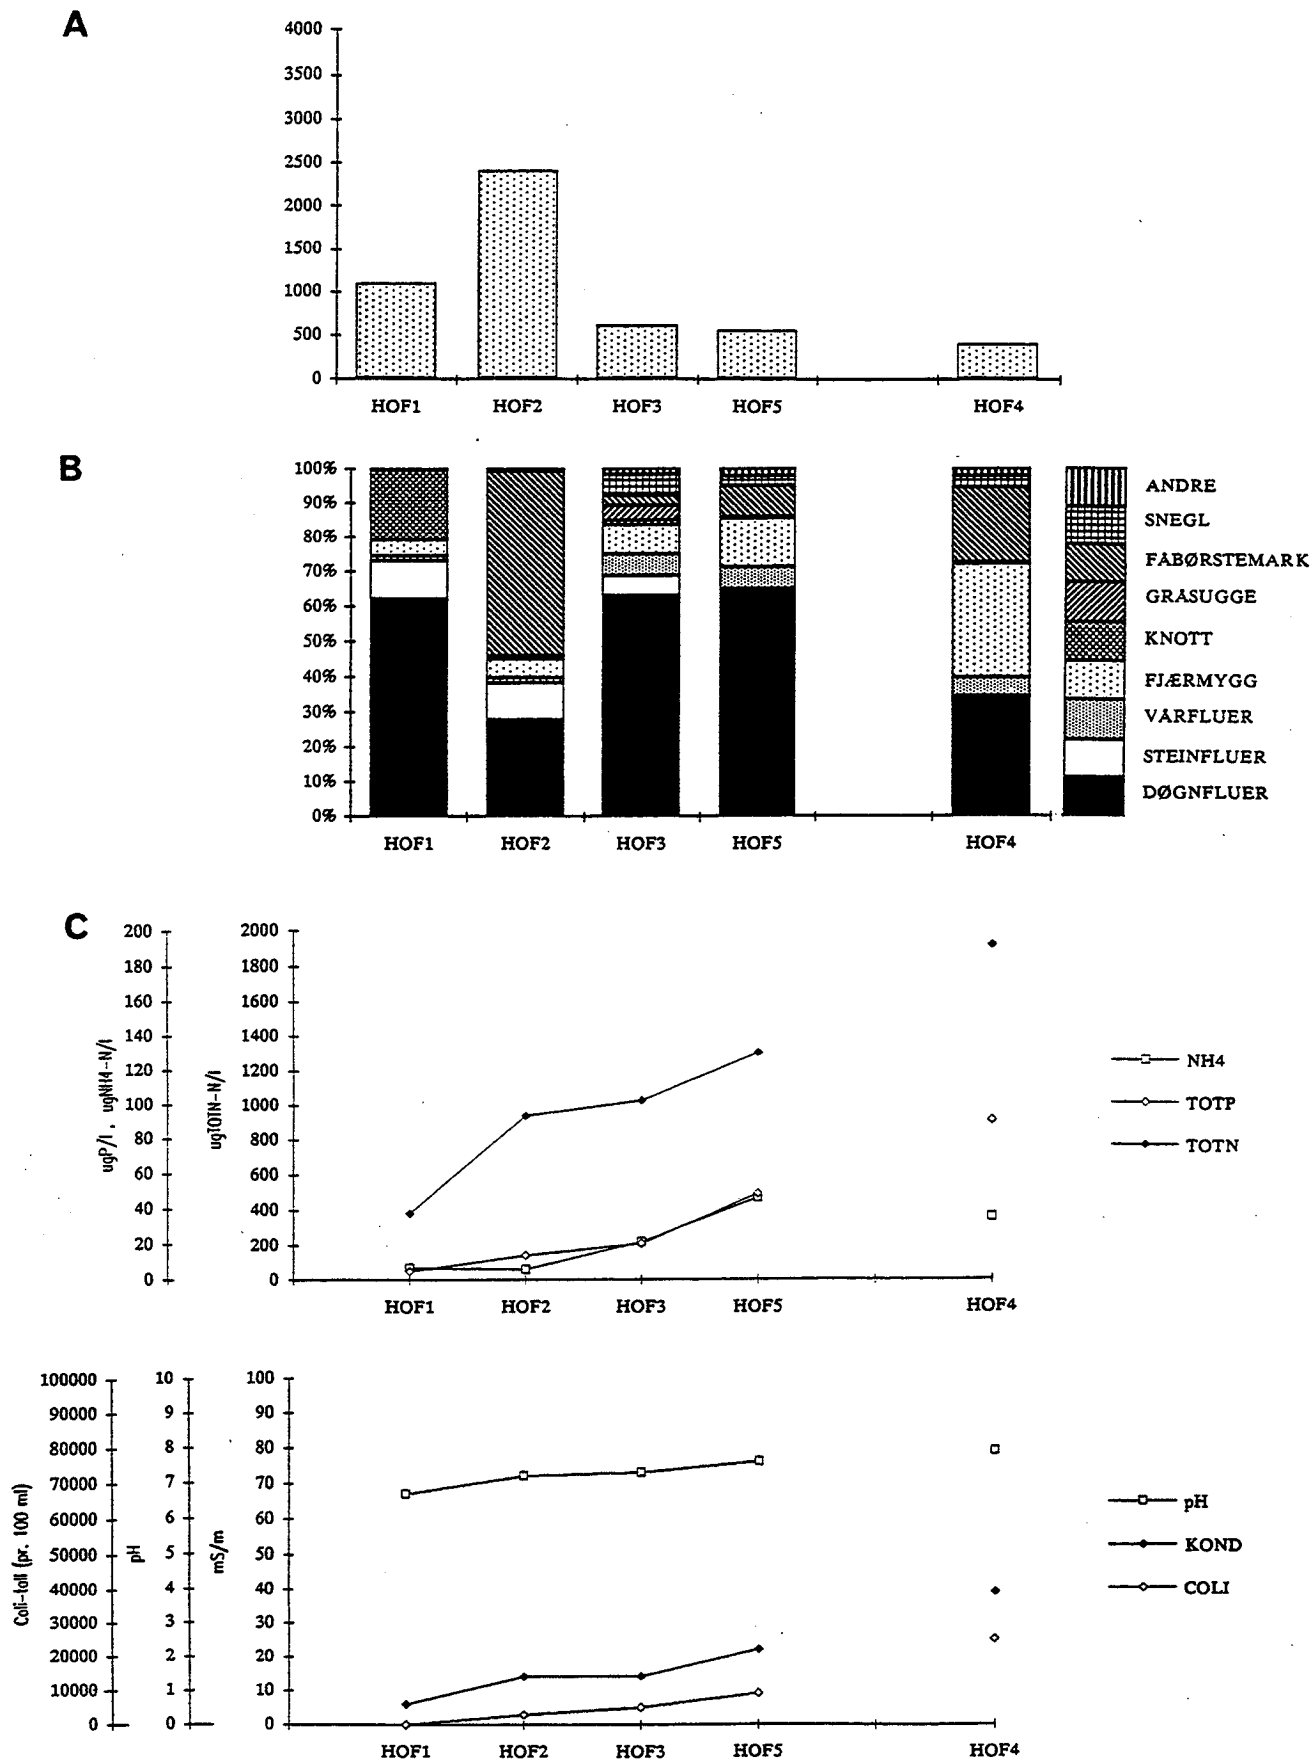 A
4000
3500
3000
2500
2000
1500
1000
500
0
HOF1 HOF2 HOF3 HOF5 HOF4
B
100%
90%
80%
70%
60%
50%
40%
30%
20%
10%
0%
HOF1 HOF2 HOF3 HOF5 HOF4
ANDRE
SNEGL
FÅBØRSTEMARK
GRÅSUGGE
KNOTT
FJÆRMYGG
VÅRFLUER
STEINFLUER
DØGNFLUER
C
ugP/l, ugNH4-N/l
200
180
160
140
120
100
80
60
40
20
0
ugTOTN-N/l
2000
1800
1600
1400
1200
1000
800
600
400
200
0
HOF1 HOF2 HOF3 HOF5 HOF4
NH4
TOTP
TOTN
Coli-tall (pr. 100 ml)
100000
90000
80000
70000
60000
50000
40000
30000
20000
10000
0
pH
10
9
8
7
6
5
4
3
2
1
0
mS/m
100
90
80
70
60
50
40
30
20
10
0
HOF1 HOF2 HOF3 HOF5 HOF4
pH
KOND
COLI